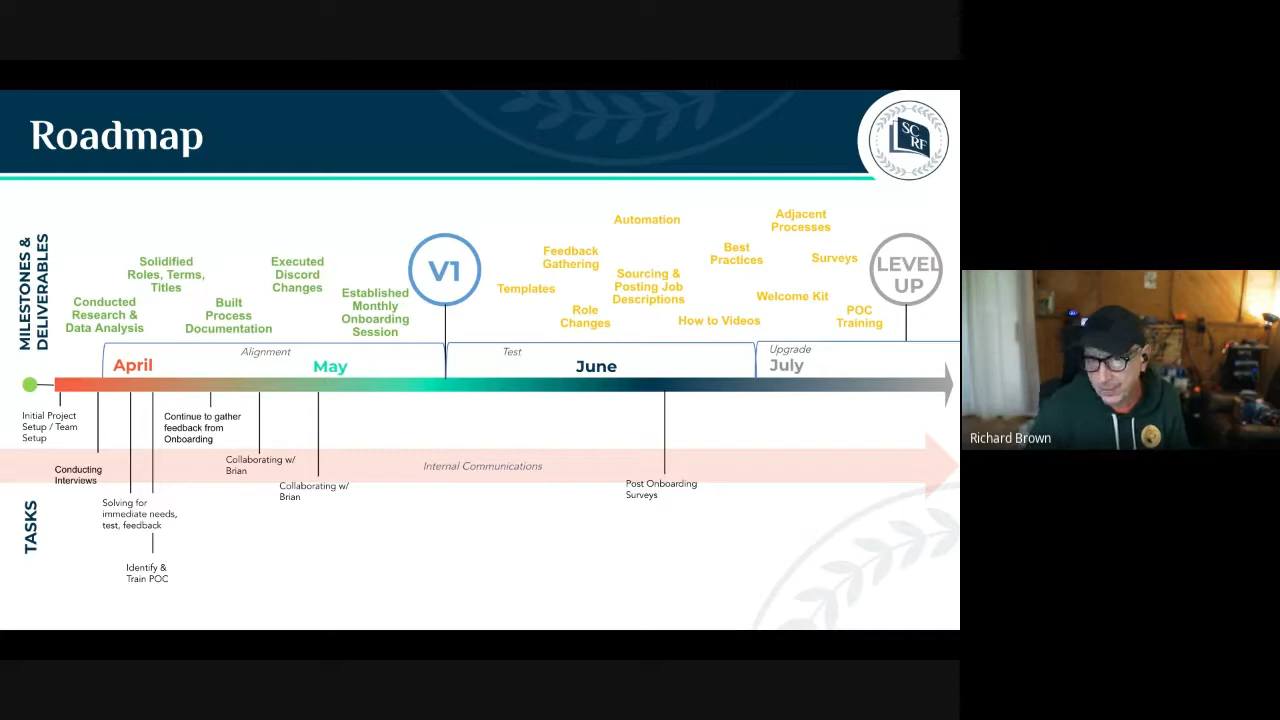 Roadmap
SC
RF
MILESTONES &
DELIVERABLES
Conducted
Research &
Data Analysis
Solidified
Roles, Terms,
Titles
Built
Process
Documentation
Executed
Discord
Changes
Established
Monthly
Onboarding
Session
V1
Templates
Feedback
Gathering
Role
Changes
Automation
Sourcing &
Posting Job
Descriptions
Best
Practices
How to Videos
Adjacent
Processes
Surveys
Welcome Kit
POC
Training
LEVEL
UP
Alignment
April
May
Test
June
Upgrade
July
Initial Project
Setup / Team
Setup
Conducting
Interviews
Solving for
immediate needs,
test, feedback
Identify &
Train POC
Continue to gather
feedback from
Onboarding
Collaborating w/
Brian
Collaborating w/
Brian
Internal Communications
Post Onboarding
Surveys
TASKS
Richard Brown